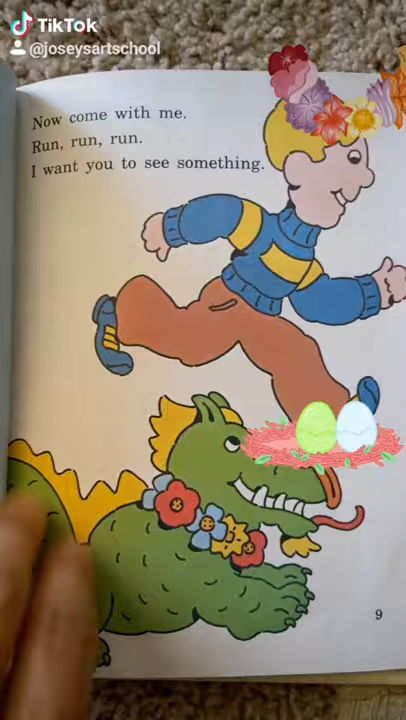 TikTok
@joseysartschool
Now come with me.
Run, run, run.
I want you to see something.
9